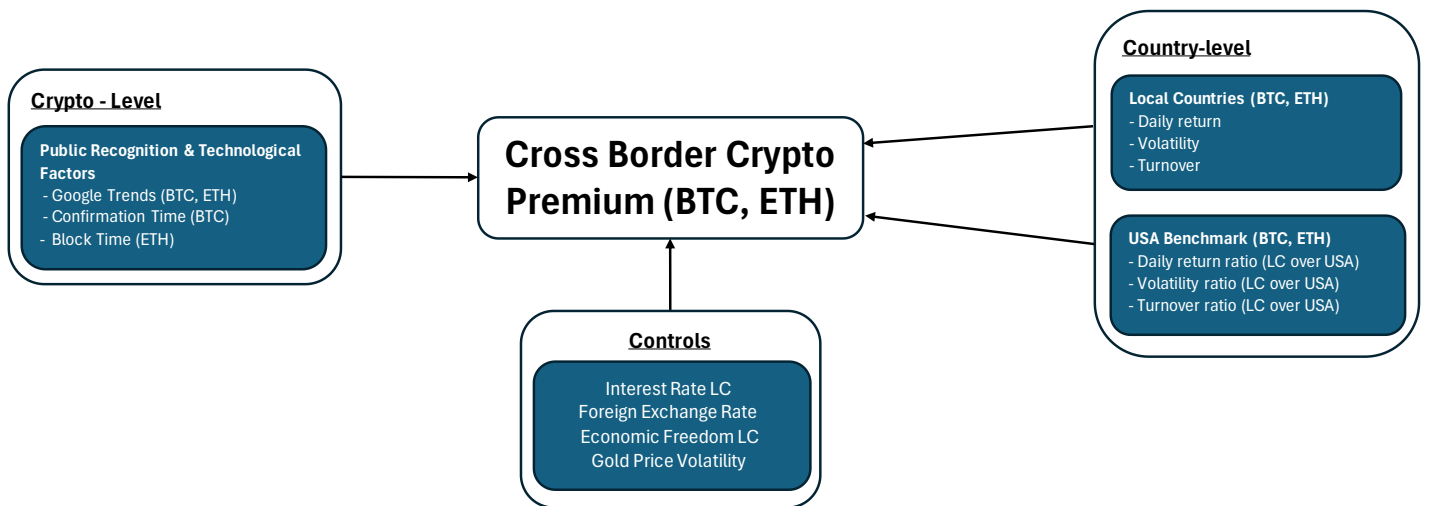 Crypto - Level
Public Recognition & Technological
Factors
- Google Trends (BTC, ETH)
- Confirmation Time (BTC)
- Block Time (ETH)
Cross Border Crypto
Premium (BTC, ETH)
Controls
Interest Rate LC
Foreign Exchange Rate
Economic Freedom LC
Gold Price Volatility
Country-level
Local Countries (BTC, ETH)
- Daily return
- Volatility
- Turnover
USA Benchmark (BTC, ETH)
- Daily return ratio (LC over USA)
- Volatility ratio (LC over USA)
- Turnover ratio (LC over USA)